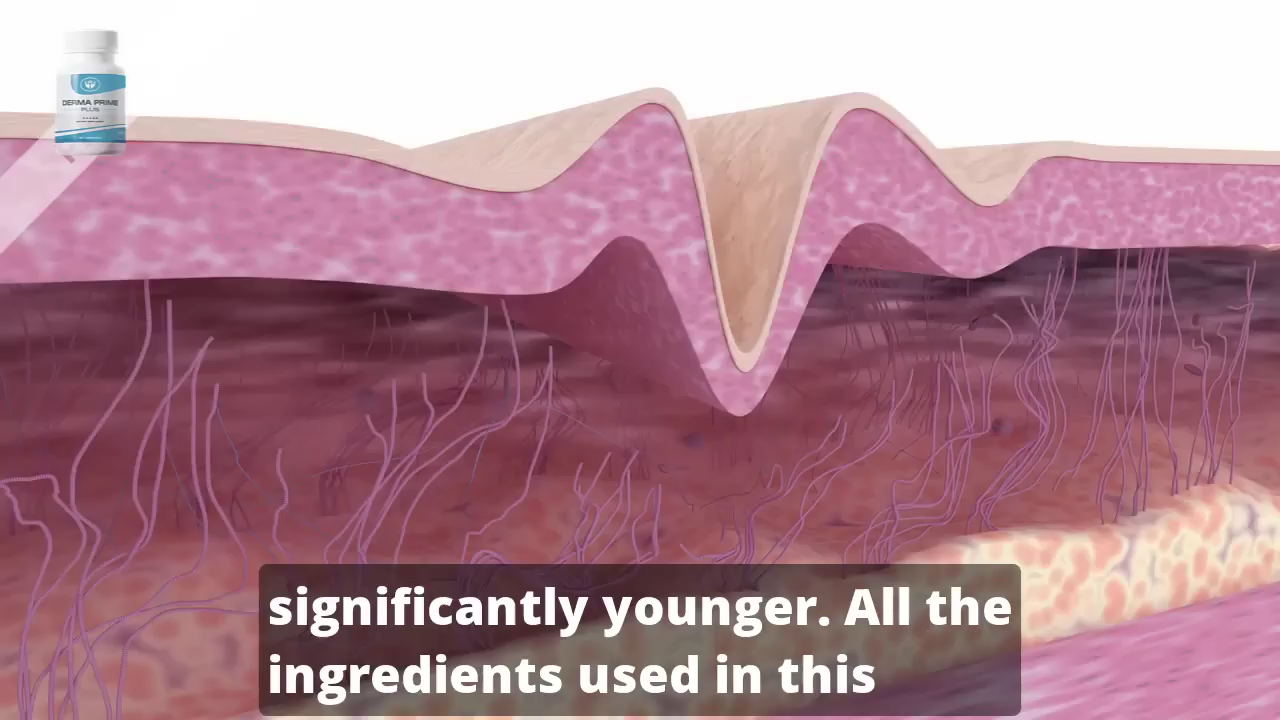 DERMA PRIME
PLUS
significantly younger. All the
ingredients used in this